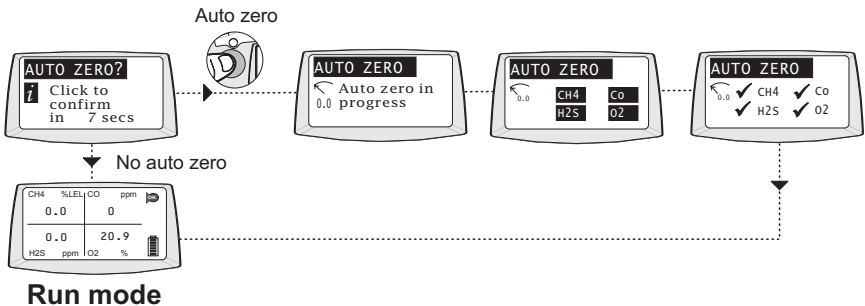 Auto zero
AUTO ZERO?
i Click to
confirm
in 7 secs
AUTO ZERO
0.0 Auto zero in
progress
AUTO ZERO
0.0 CH4 Co
H2S O2
AUTO ZERO
0.0 ✓ CH4 ✓ Co
✓ H2S ✓ O2
No auto zero
CH4 %LEL CO ppm OK
0.0 0
0.0 20.9
H2S ppm O2 %
Run mode